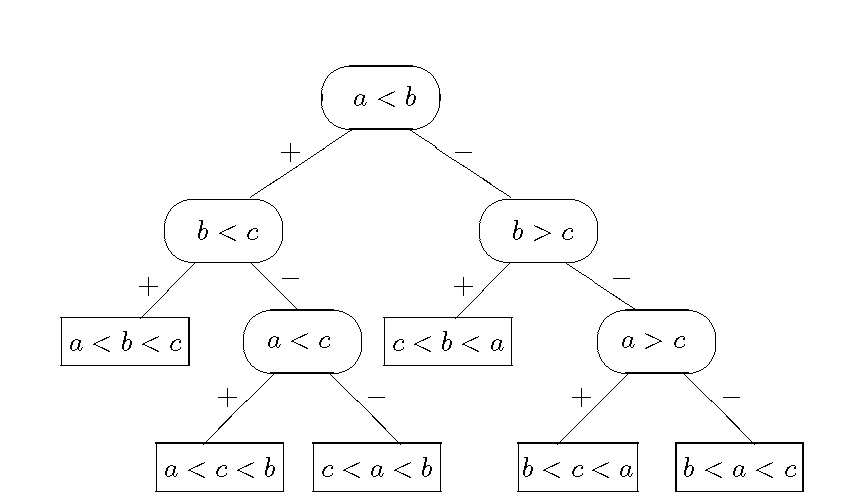 a < b
+ −
b < c b > c
+ − + −
a < b < c a < c c < b < a a > c
+ − + −
a < c < b c < a < b b < c < a b < a < c